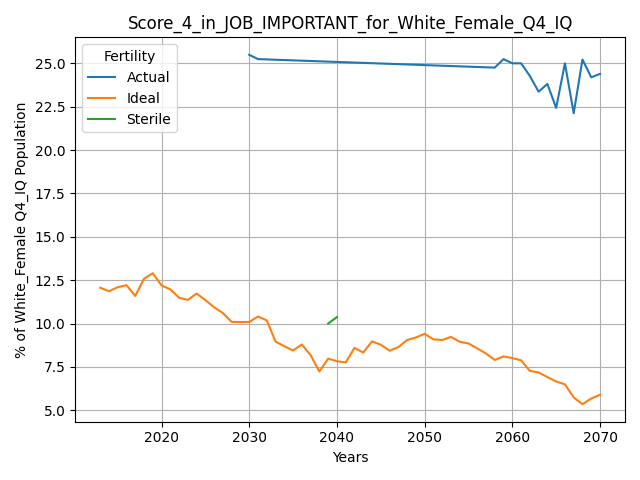 Score_4_in_JOB_IMPORTANT_for_White_Female_Q4_IQ
Fertility
Actual
Ideal
Sterile
% of White_Female Q4_IQ Population
25.0
22.5
20.0
17.5
15.0
12.5
10.0
7.5
5.0
2020 2030 2040 2050 2060 2070
Years